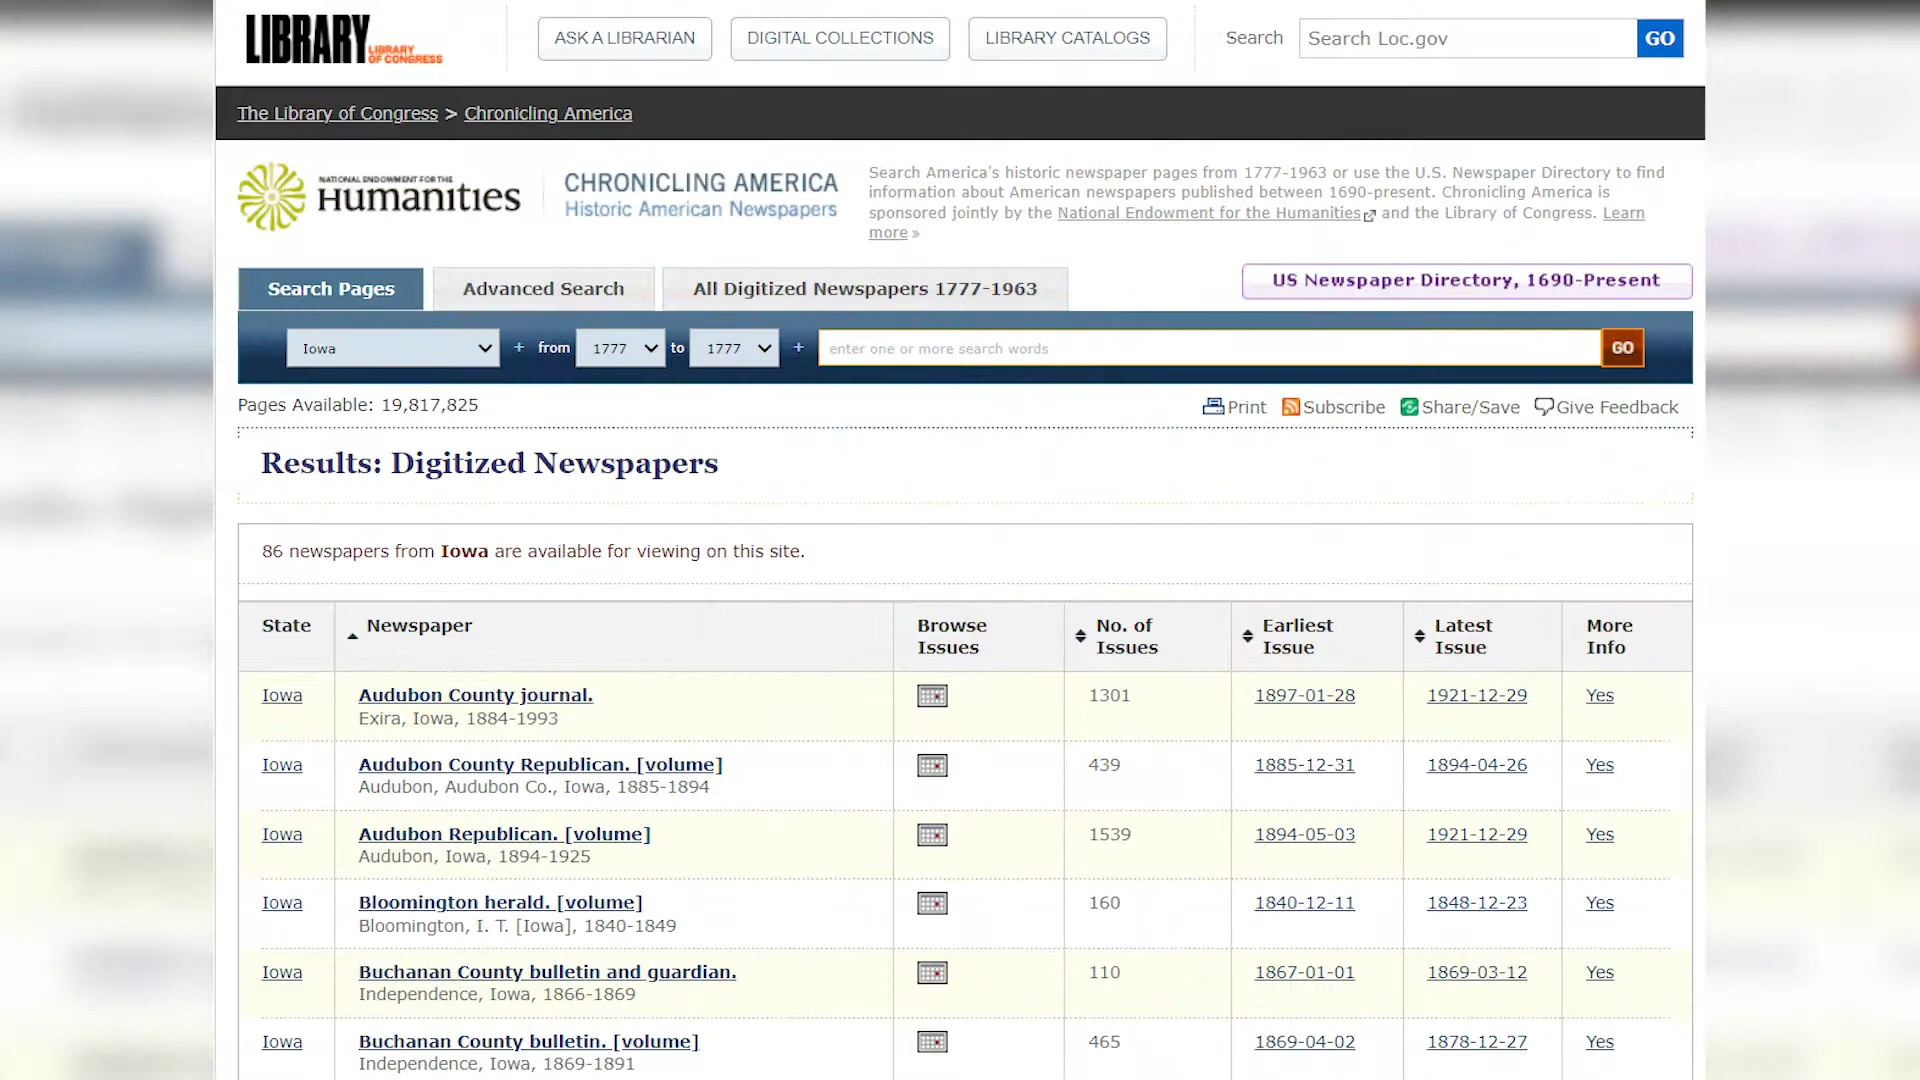 LIBRARY LIBRARY OF CONGRESS
ASK A LIBRARIAN DIGITAL COLLECTIONS LIBRARY CATALOGS Search Search Loc.gov GO
The Library of Congress > Chronicling America
NATIONAL ENDOWMENT FOR THE
Humanities
CHRONICLING AMERICA
Historic American Newspapers
Search America's historic newspaper pages from 1777-1963 or use the U.S. Newspaper Directory to find
information about American newspapers published between 1690-present. Chronicling America is
sponsored jointly by the National Endowment for the Humanities and the Library of Congress. Learn
more »
Search Pages Advanced Search All Digitized Newspapers 1777-1963 US Newspaper Directory, 1690-Present
Iowa + from 1777 to 1777 + enter one or more search words GO
Pages Available: 19,817,825 Print Subscribe Share/Save Give Feedback
Results: Digitized Newspapers
86 newspapers from Iowa are available for viewing on this site.
State Newspaper Browse Issues No. of Issues Earliest Issue Latest Issue More Info
Iowa Audubon County journal. 1301 1897-01-28 1921-12-29 Yes
Exira, Iowa, 1884-1993
Iowa Audubon County Republican. [volume] 439 1885-12-31 1894-04-26 Yes
Audubon, Audubon Co., Iowa, 1885-1894
Iowa Audubon Republican. [volume] 1539 1894-05-03 1921-12-29 Yes
Audubon, Iowa, 1894-1925
Iowa Bloomington herald. [volume] 160 1840-12-11 1848-12-23 Yes
Bloomington, I. T. [Iowa], 1840-1849
Iowa Buchanan County bulletin and guardian. 110 1867-01-01 1869-03-12 Yes
Independence, Iowa, 1866-1869
Iowa Buchanan County bulletin. [volume] 465 1869-04-02 1878-12-27 Yes
Independence, Iowa, 1869-1891